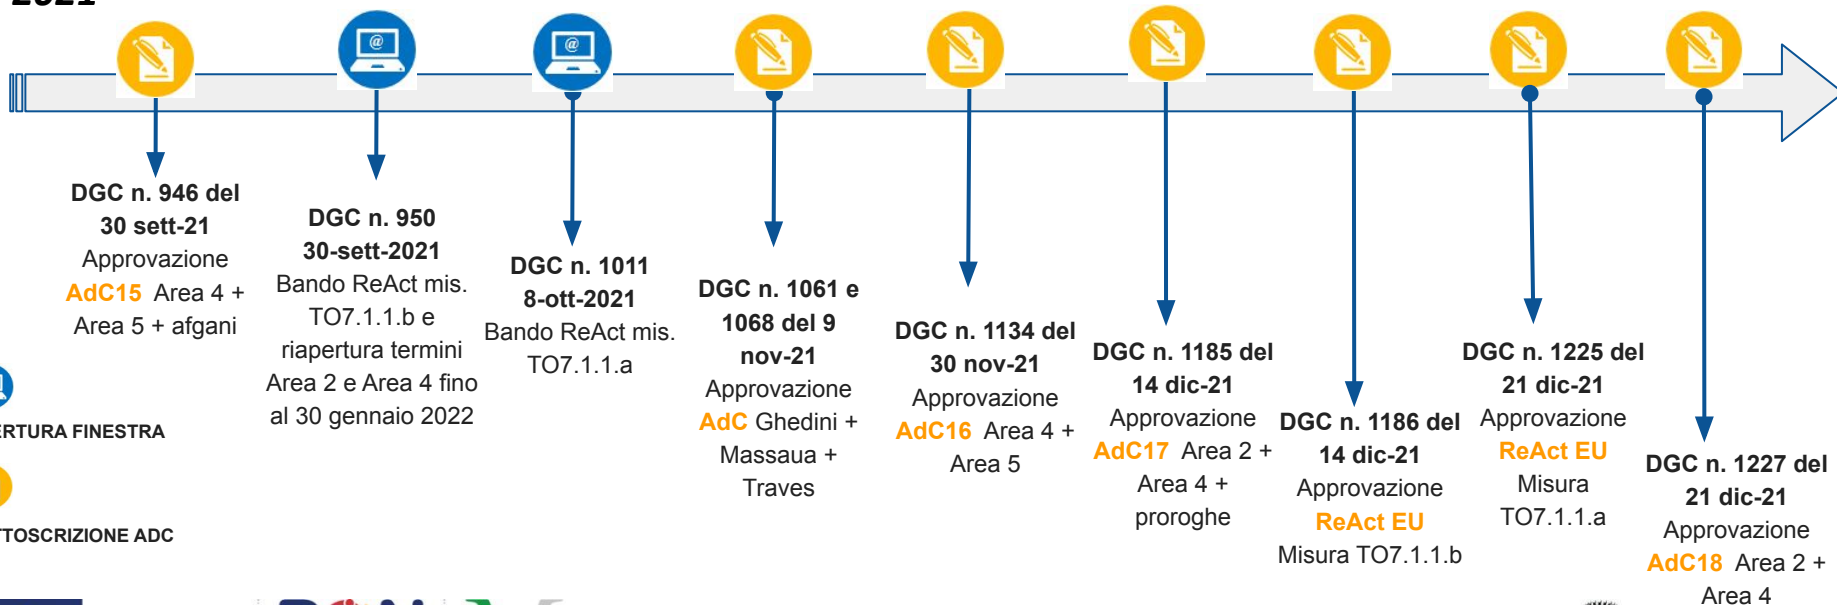 2021
DGC n. 946 del
30 sett-21
Approvazione
AdC15 Area 4 +
Area 5 + afgani
DGC n. 950
30-sett-2021
Bando ReAct mis.
TO7.1.1.b e
riapertura termini
Area 2 e Area 4 fino
al 30 gennaio 2022
DGC n. 1011
8-ott-2021
Bando ReAct mis.
TO7.1.1.a
DGC n. 1061 e
1068 del 9
nov-21
Approvazione
AdC Ghedini +
Massaua +
Traves
DGC n. 1134 del
30 nov-21
Approvazione
AdC16 Area 4 +
Area 5
DGC n. 1185 del
14 dic-21
Approvazione
AdC17 Area 2 +
Area 4 +
proroghe
DGC n. 1186 del
14 dic-21
Approvazione
ReAct EU
Misura TO7.1.1.b
DGC n. 1225 del
21 dic-21
Approvazione
ReAct EU
Misura
TO7.1.1.a
DGC n. 1227 del
21 dic-21
Approvazione
AdC18 Area 2 +
Area 4
ERTURA FINESTRA
TTOSCRIZIONE ADC